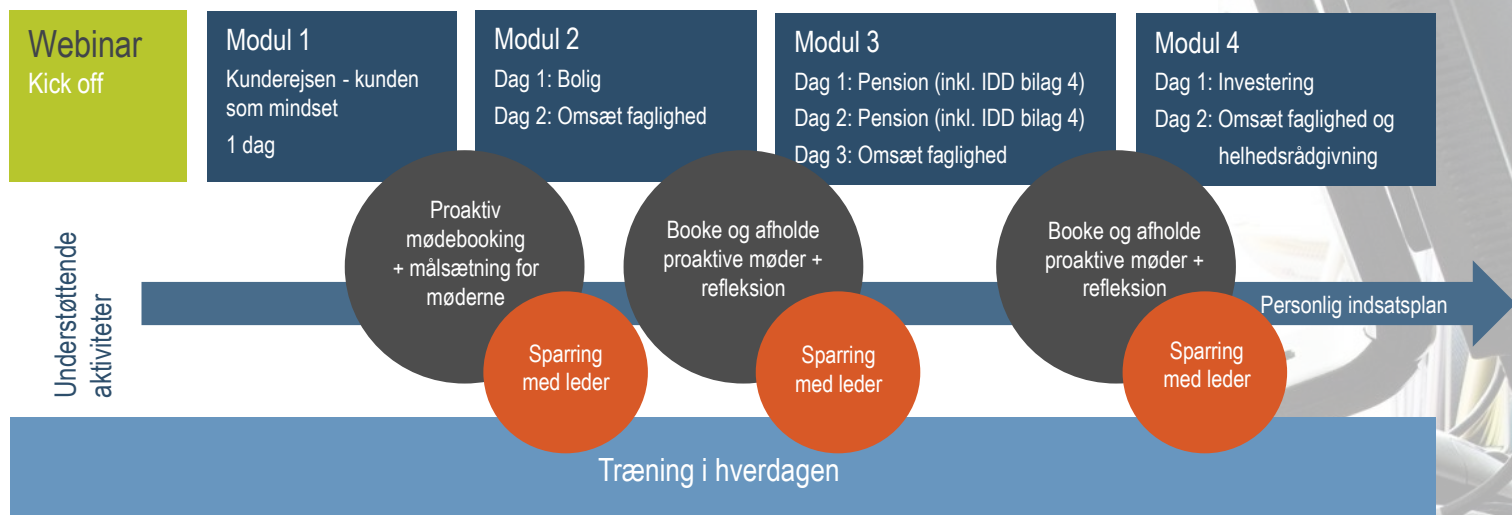 Webinar
Kick off
Modul 1
Kunderejsen - kunden
som mindset
1 dag
Modul 2
Dag 1: Bolig
Dag 2: Omsæt faglighed
Modul 3
Dag 1: Pension (inkl. IDD bilag 4)
Dag 2: Pension (inkl. IDD bilag 4)
Dag 3: Omsæt faglighed
Modul 4
Dag 1: Investering
Dag 2: Omsæt faglighed og
helhedsrådgivning
Understøttende
aktiviteter
Proaktiv
mødebooking
+ målsætning for
møderne
Sparring
med leder
Booke og afholde
proaktive møder +
refleksion
Sparring
med leder
Booke og afholde
proaktive møder +
refleksion
Sparring
med leder
Personlig indsatsplan
Træning i hverdagen